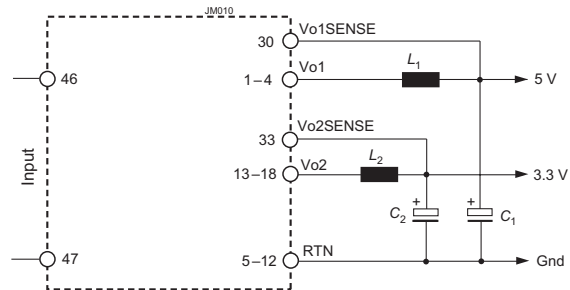 JM010
30 Vo1SENSE
46
1–4 Vo1
L1
5 V
33 Vo2SENSE
Input
13–18 Vo2
L2
3.3 V
+
C2
+
C1
47
5–12 RTN
Gnd